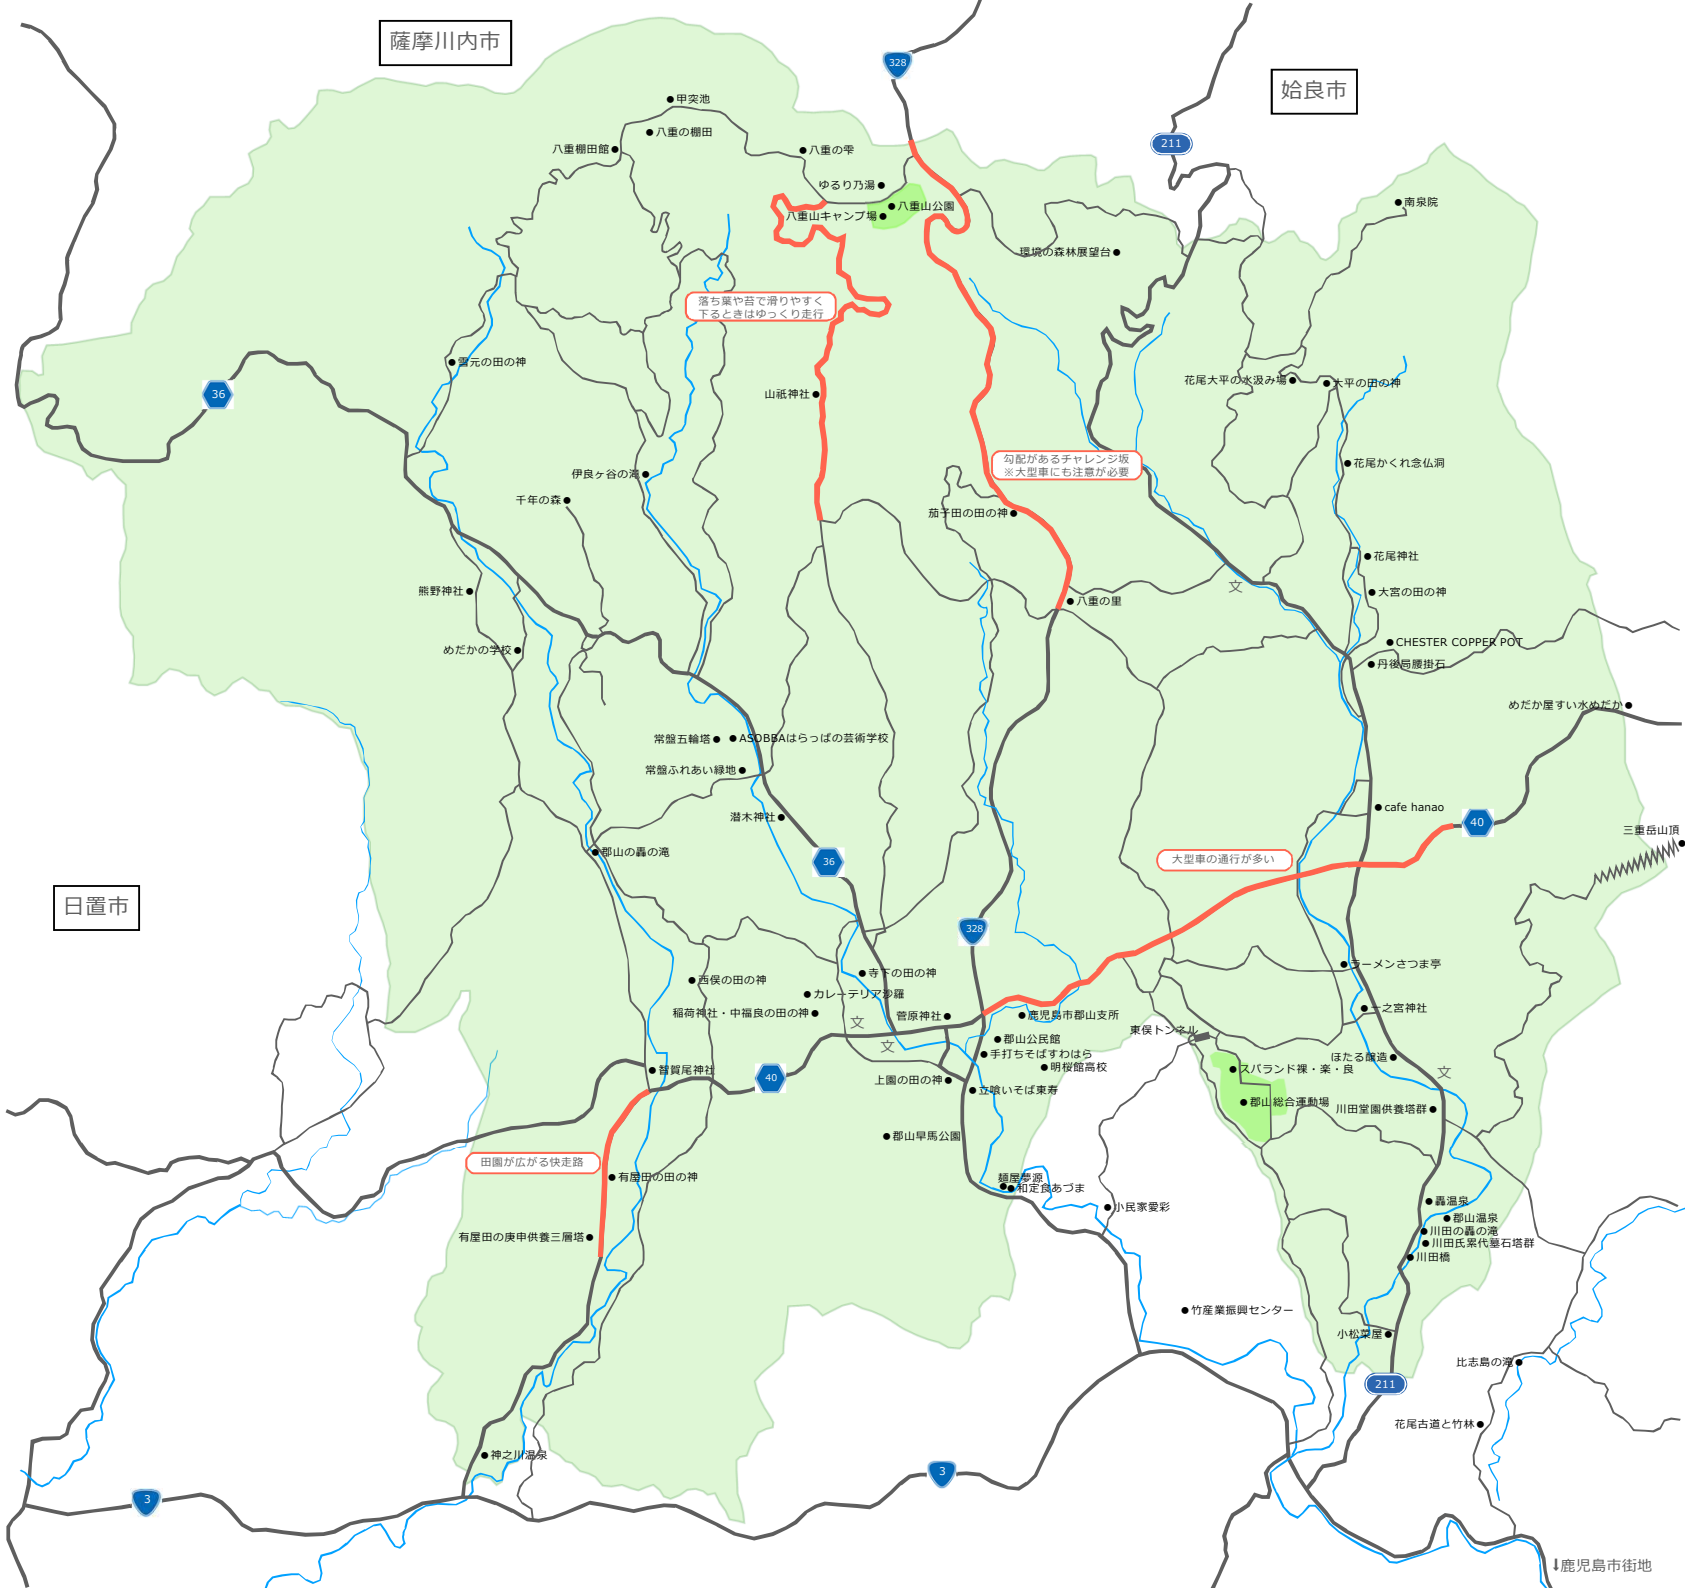 薩摩川内市
328
姶良市
甲突池
八重の棚田
211
八重棚田館
八重の雫
ゆるり乃湯
八重山公園
南泉院
八重山キャンプ場
環境の森林展望台
落ち葉や苔で滑りやすく
下るときはゆっくり走行
雪元の田の神
花尾大平の水汲み場
大平の田の神
36
山祇神社
勾配があるチャレンジ坂
※大型車にも注意が必要
花尾かくれ念仏洞
伊良ヶ谷の滝
千年の森
茄子田の田の神
花尾神社
文
熊野神社
大宮の田の神
八重の里
CHESTER COPPER POT
めだかの学校
丹後局腰掛石
めだか屋すい水めだか
常盤五輪塔
ASOBBAはらっぱの芸術学校
常盤ふれあい緑地
cafe hanao
潜木神社
40
三重岳山頂
郡山の轟の滝
36
大型車の通行が多い
日置市
328
ラーメンさつま亭
寺下の田の神
西俣の田の神
カレーテリア沙羅
一之宮神社
稲荷神社・中福良の田の神
文
菅原神社
鹿児島市郡山支所
東俣トンネル
郡山公民館
文
手打ちそばすわはら
ほたる醸造
智賀尾神社
明桜館高校
スパランド裸・楽・良
文
40
上園の田の神
立喰いそば東寿
郡山総合運動場
川田堂園供養塔群
郡山早馬公園
田園が広がる快走路
有屋田の田の神
麺屋夢源
和定食あづま
小民家愛彩
轟温泉
郡山温泉
川田の轟の滝
有屋田の庚申供養三層塔
川田氏累代墓石塔群
川田橋
竹産業振興センター
小松菜屋
比志島の滝
211
花尾古道と竹林
神之川温泉
3
3
⬇鹿児島市街地